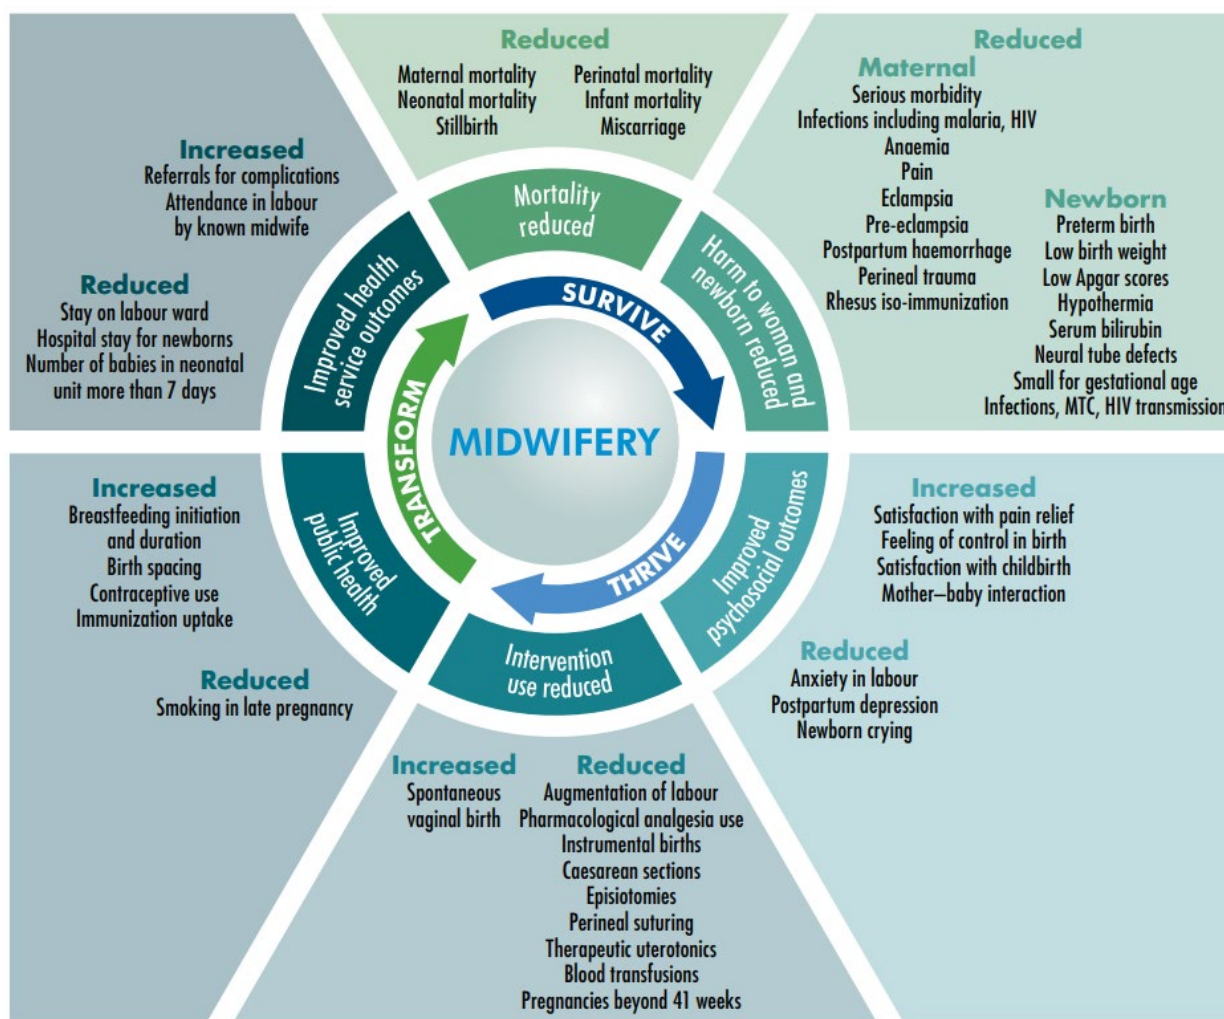 Reduced
Maternal mortality
Neonatal mortality
Stillbirth
Perinatal mortality
Infant mortality
Miscarriage
Reduced
Maternal
Serious morbidity
Infections including malaria, HIV
Anaemia
Pain
Eclampsia
Pre-eclampsia
Postpartum haemorrhage
Perineal trauma
Rhesus iso-immunization
Newborn
Preterm birth
Low birth weight
Low Apgar scores
Hypothermia
Serum bilirubin
Neural tube defects
Small for gestational age
Infections, MTC, HIV transmission
Increased
Referrals for complications
Attendance in labour
by known midwife
Reduced
Stay on labour ward
Hospital stay for newborns
Number of babies in neonatal
unit more than 7 days
Mortality
reduced
Harm to woman and
newborn reduced
Improved health
service outcomes
SURVIVE
TRANSFORM
THRIVE
MIDWIFERY
Improved
public health
Intervention
use reduced
Improved
psychosocial outcomes
Increased
Breastfeeding initiation
and duration
Birth spacing
Contraceptive use
Immunization uptake
Reduced
Smoking in late pregnancy
Increased
Satisfaction with pain relief
Feeling of control in birth
Satisfaction with childbirth
Mother–baby interaction
Reduced
Anxiety in labour
Postpartum depression
Newborn crying
Increased
Spontaneous
vaginal birth
Reduced
Augmentation of labour
Pharmacological analgesia use
Instrumental births
Caesarean sections
Episiotomies
Perineal suturing
Therapeutic uterotonics
Blood transfusions
Pregnancies beyond 41 weeks